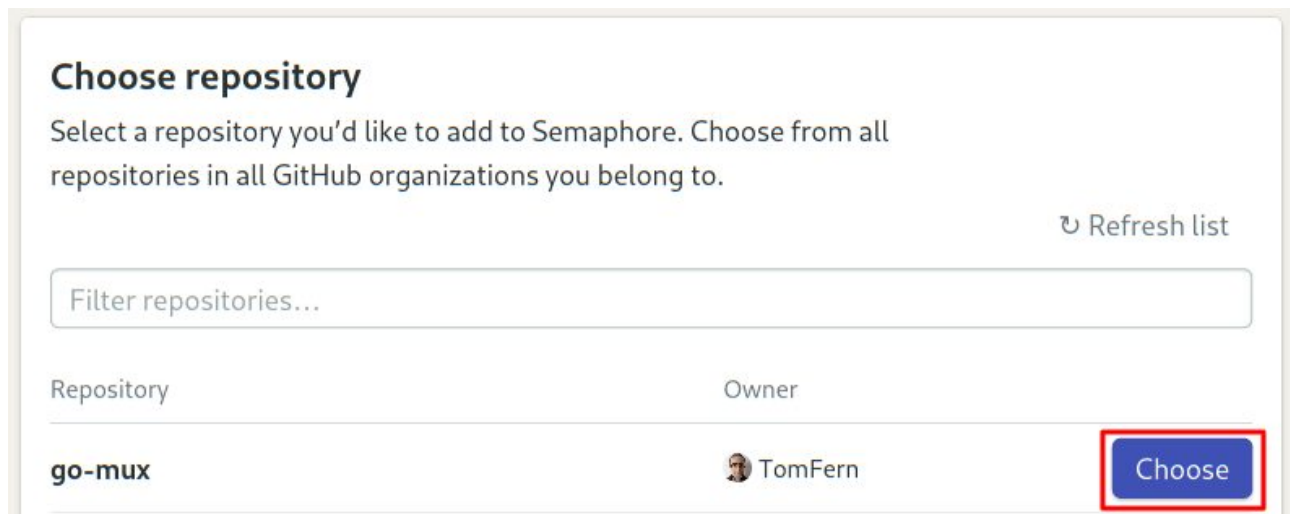 Choose repository
Select a repository you’d like to add to Semaphore. Choose from all
repositories in all GitHub organizations you belong to.
↻ Refresh list
Filter repositories…
Repository Owner
go-mux TomFern Choose